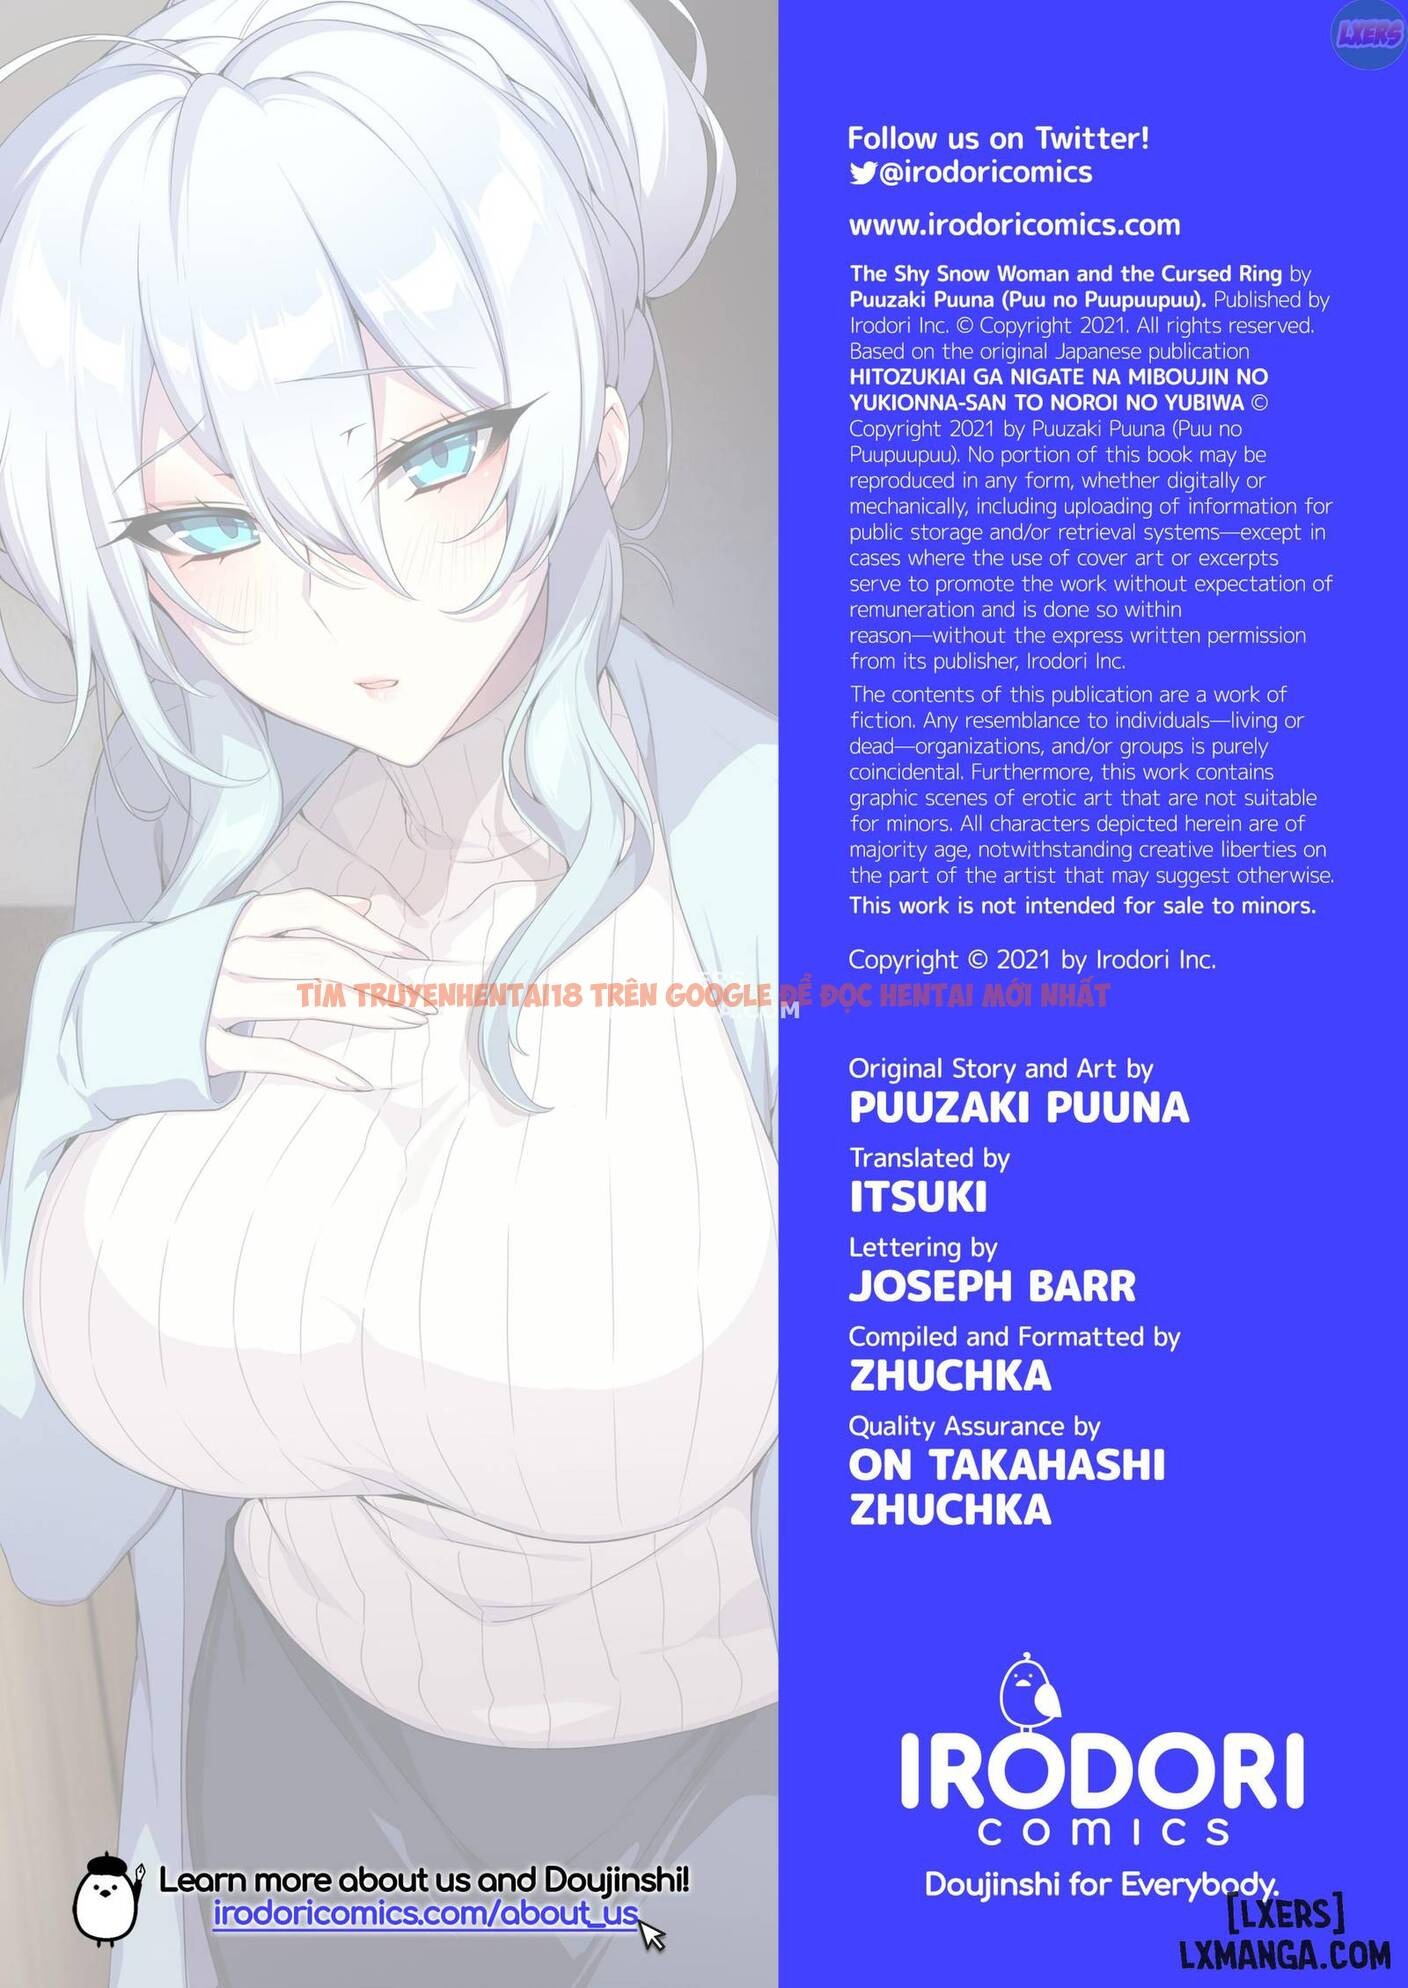 LXERS
Follow us on Twitter!
@irodoricomics
www.irodoricomics.com
The Shy Snow Woman and the Cursed Ring by
Puuzaki Puuna (Puu no Puupuupuu). Published by
Irodori Inc. © Copyright 2021. All rights reserved.
Based on the original Japanese publication
HITOZUKIAI GA NIGATE NA MIBOUJIN NO
YUKIONNA-SAN TO NOROI NO YUBIWA ©
Copyright 2021 by Puuzaki Puuna (Puu no
Puupuupuu). No portion of this book may be
reproduced in any form, whether digitally or
mechanically, including uploading of information for
public storage and/or retrieval systems—except in
cases where the use of cover art or excerpts
serve to promote the work without expectation of
remuneration and is done so within
reason—without the express written permission
from its publisher, Irodori Inc.
The contents of this publication are a work of
fiction. Any resemblance to individuals—living or
dead—organizations, and/or groups is purely
coincidental. Furthermore, this work contains
graphic scenes of erotic art that are not suitable
for minors. All characters depicted herein are of
majority age, notwithstanding creative liberties on
the part of the artist that may suggest otherwise.
This work is not intended for sale to minors.
Copyright © 2021 by Irodori Inc.
TÌM TRUYENHENTAI18 TRÊN GOOGLE ĐỂ ĐỌC HENTAI MỚI NHẤT
Original Story and Art by
PUUZAKI PUUNA
Translated by
ITSUKI
Lettering by
JOSEPH BARR
Compiled and Formatted by
ZHUCHKA
Quality Assurance by
ON TAKAHASHI
ZHUCHKA
IRODORI
COMICS
Doujinshi for Everybody.
Learn more about us and Doujinshi!
irodoricomics.com/about_us
[LXERS]
LXMANGA.COM